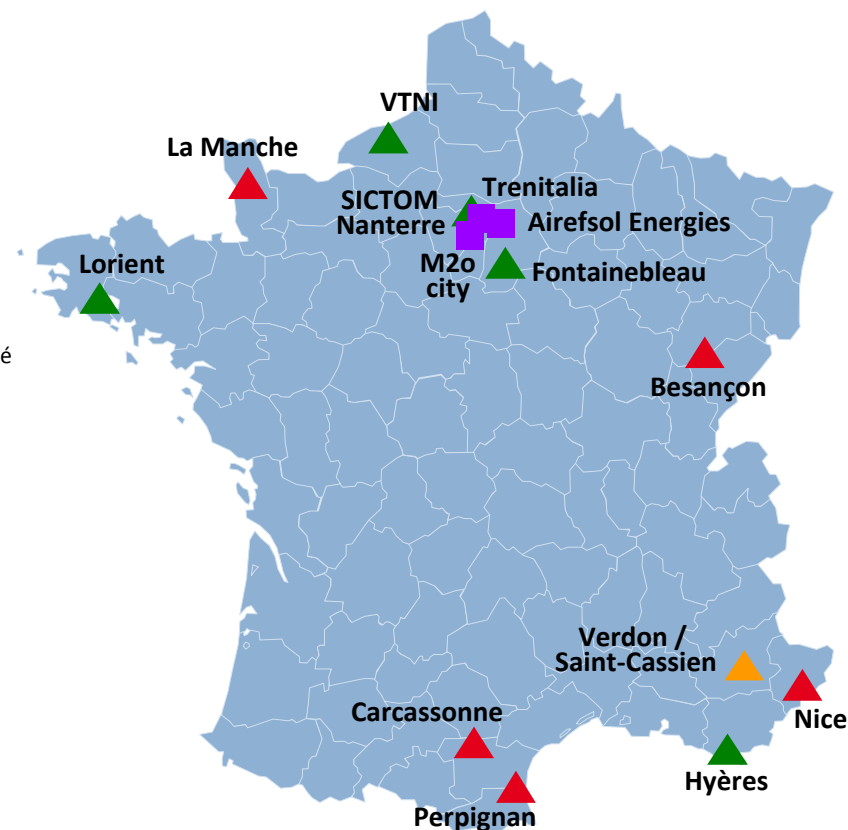 VTNI
La Manche
Trenitalia
SICTOM
Nanterre
Airefsol Energies
M2o
city
Fontainebleau
Lorient
é
Besançon
Verdon /
Saint-Cassien
Nice
Carcassonne
Hyères
Perpignan